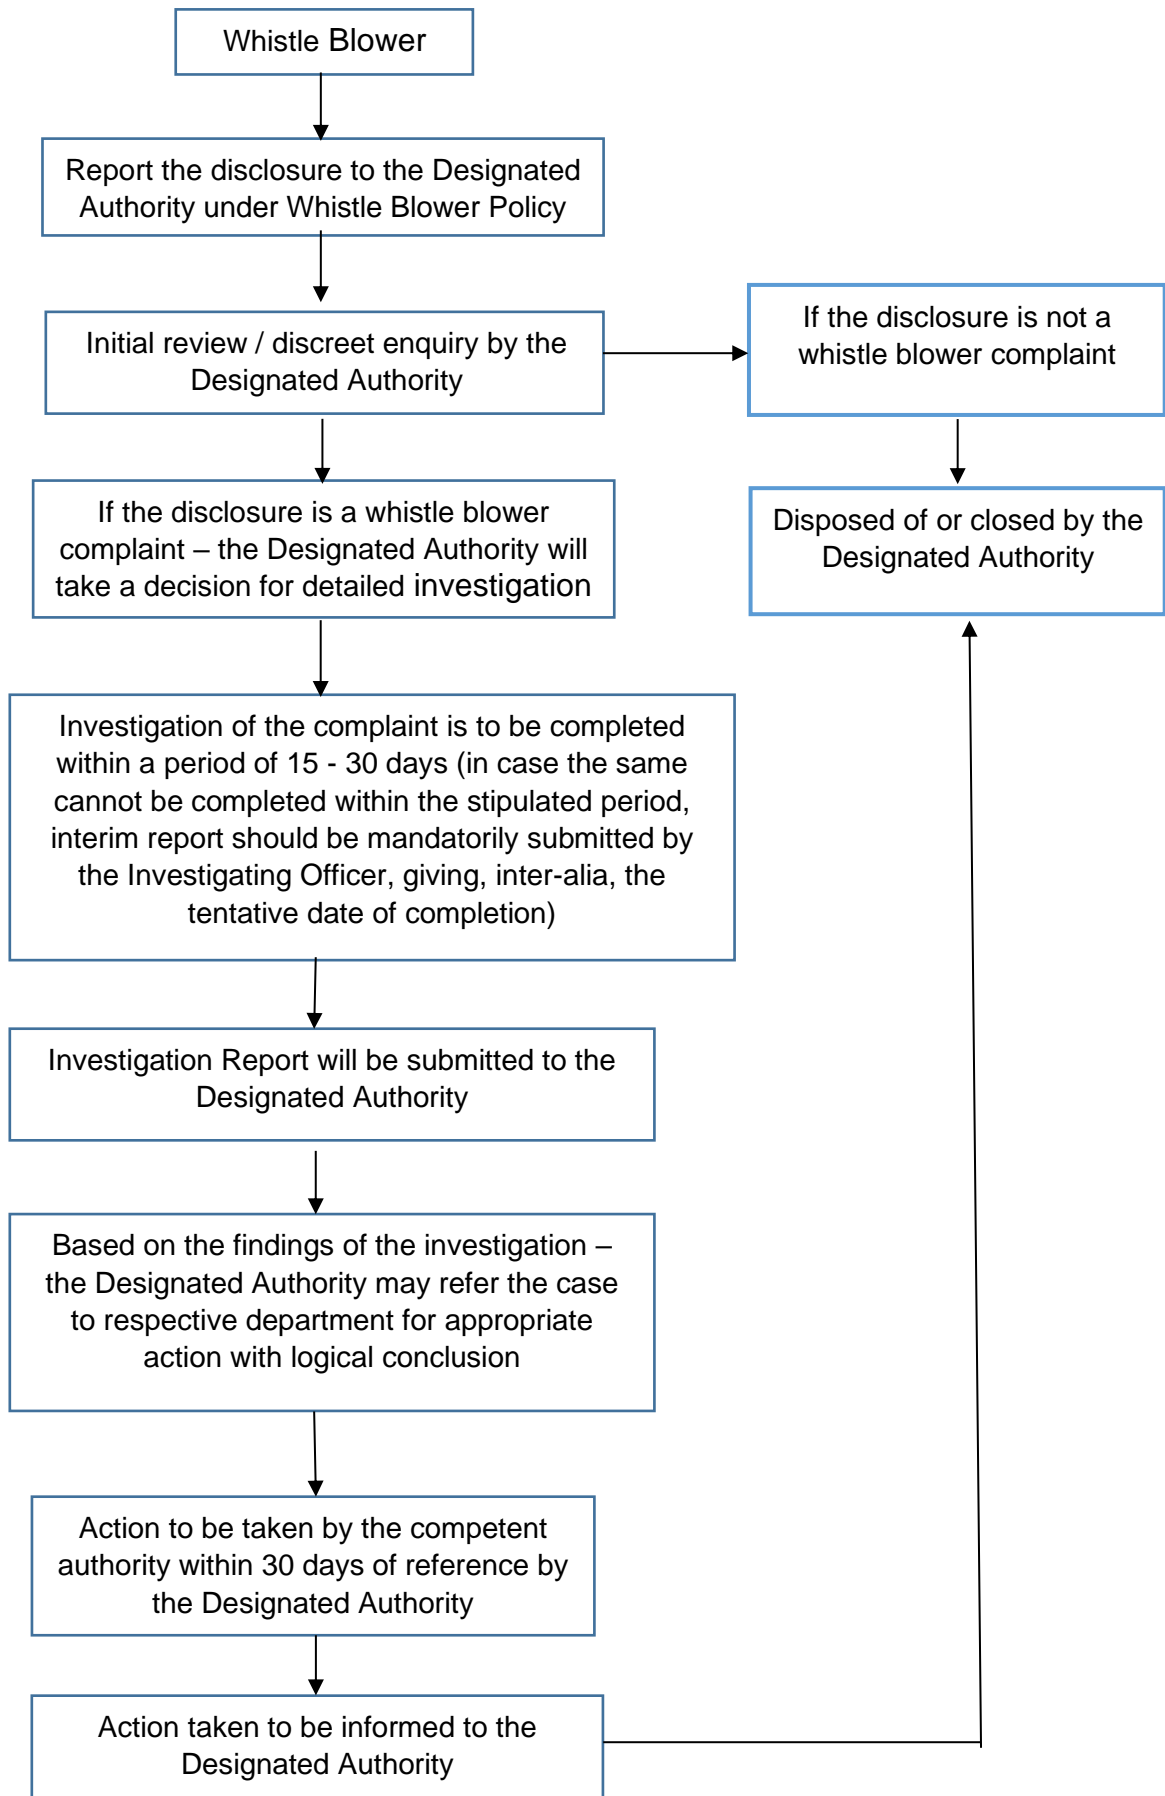 Whistle Blower
Report the disclosure to the Designated
Authority under Whistle Blower Policy
Initial review / discreet enquiry by the
Designated Authority
If the disclosure is not a
whistle blower complaint
If the disclosure is a whistle blower
complaint – the Designated Authority will
take a decision for detailed investigation
Disposed of or closed by the
Designated Authority
Investigation of the complaint is to be completed
within a period of 15 - 30 days (in case the same
cannot be completed within the stipulated period,
interim report should be mandatorily submitted by
the Investigating Officer, giving, inter-alia, the
tentative date of completion)
Investigation Report will be submitted to the
Designated Authority
Based on the findings of the investigation –
the Designated Authority may refer the case
to respective department for appropriate
action with logical conclusion
Action to be taken by the competent
authority within 30 days of reference by
the Designated Authority
Action taken to be informed to the
Designated Authority